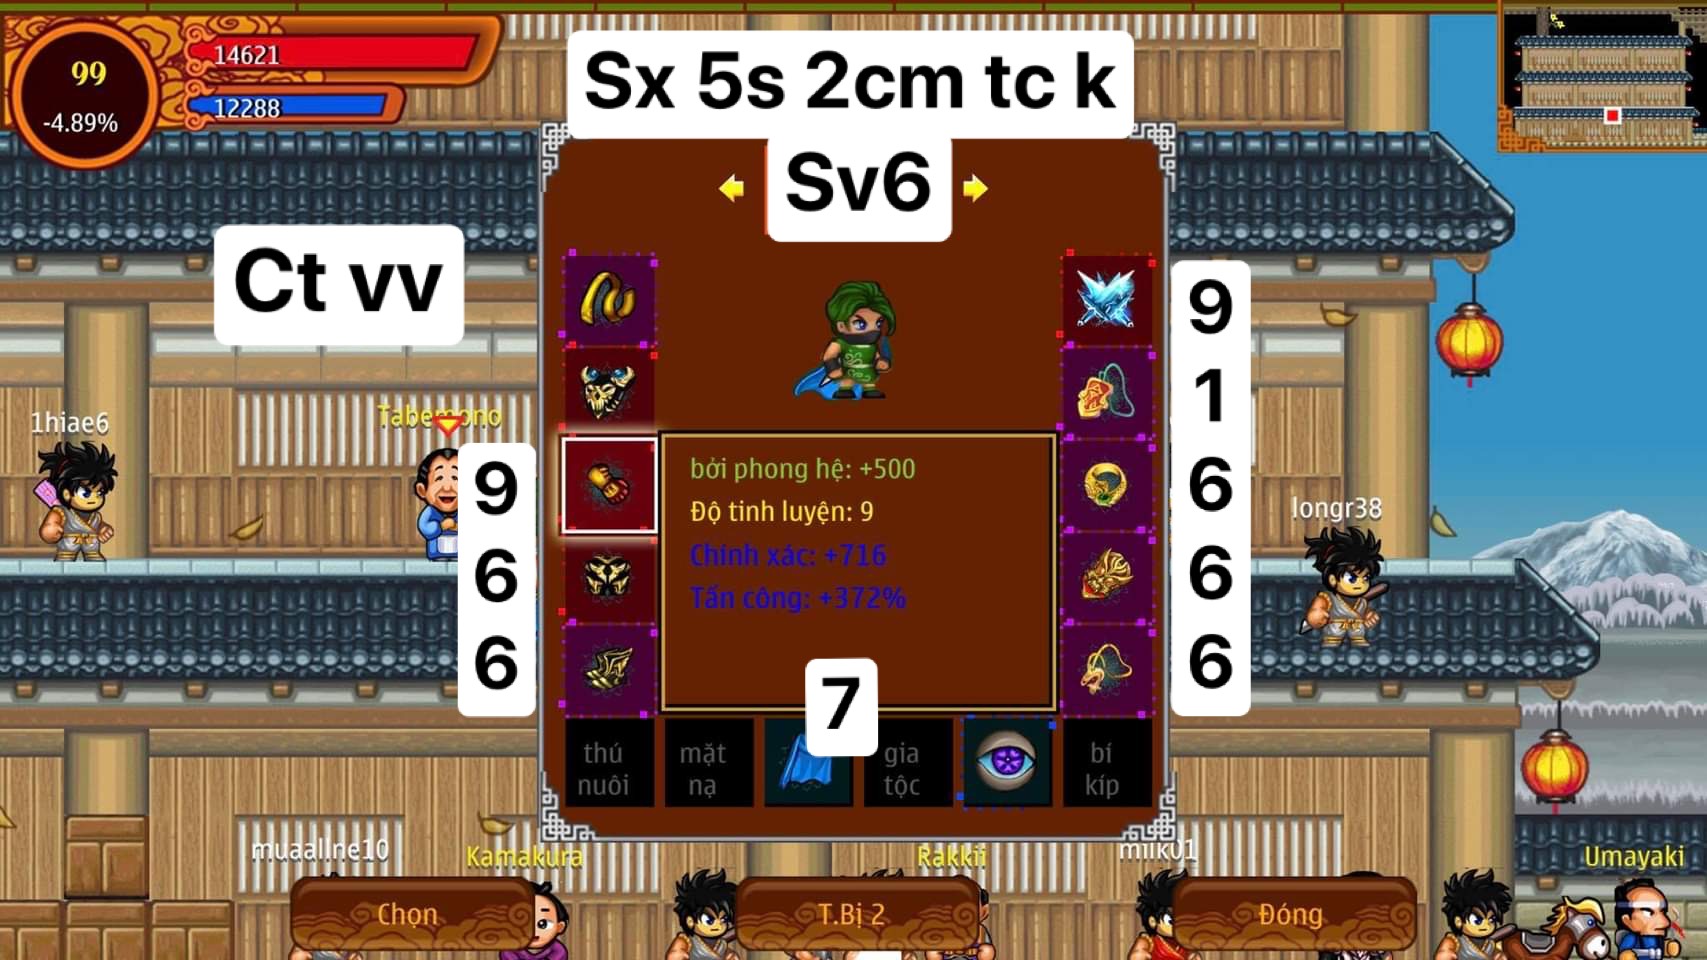 99
-4.89%
14621
12288
Sx 5s 2cm tc k
Sv6
Ct vv
1hiae6
Tabemono
9
6
6
bởi phong hệ: +500
Độ tinh luyện: 9
Chính xác: +716
Tấn công: +372%
9
1
6
6
6
longr38
7
thú nuôi
mặt nạ
gia tộc
bí kíp
muaallne10
Kamakura
Rakkii
miik01
Umayaki
Chọn
T.Bị 2
Đóng